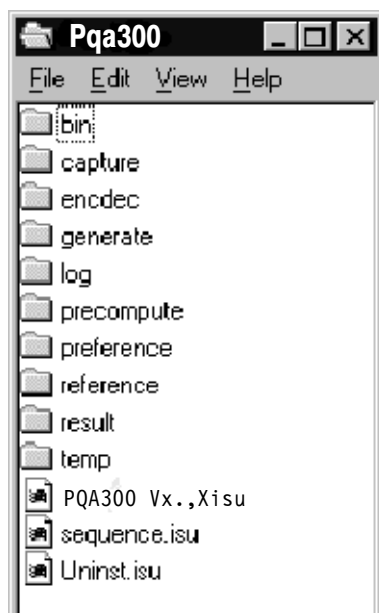 Pqa300
File Edit View Help
bin
capture
encdec
generate
log
precompute
preference
reference
result
temp
PQA300 Vx.,Xisu
sequence.isu
Uninst.isu